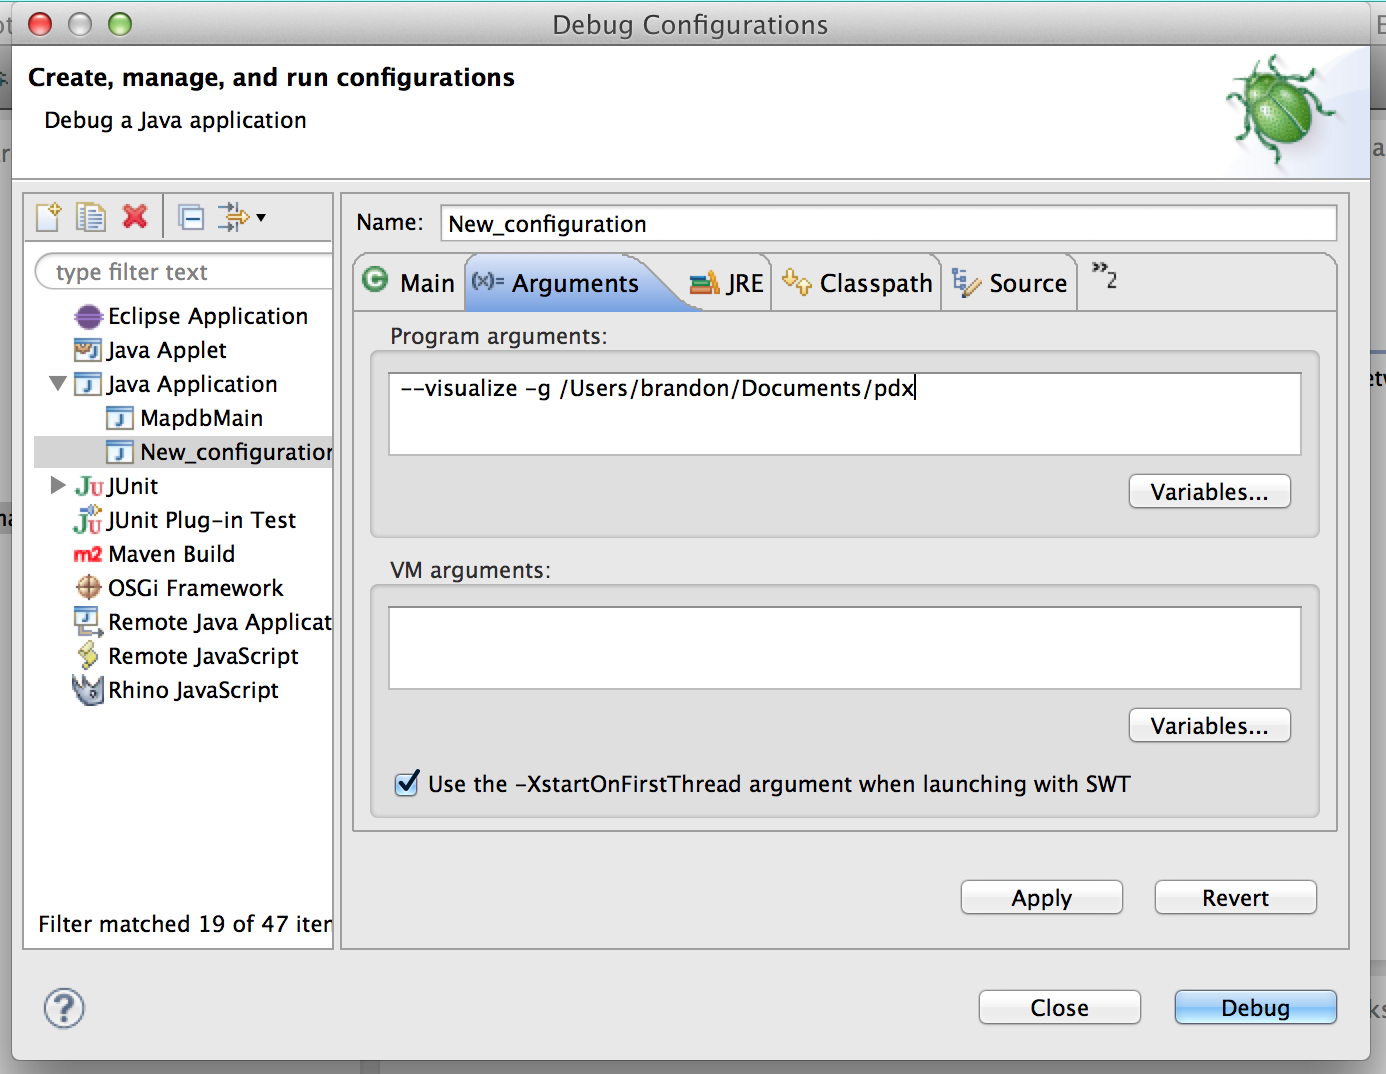 Debug Configurations
Create, manage, and run configurations
Debug a Java application
Name: New_configuration
type filter text
Main (x)= Arguments JRE Classpath Source »2
Eclipse Application
Java Applet
Java Application
MapdbMain
New_configuration
JUnit
JUnit Plug-in Test
m2 Maven Build
OSGi Framework
Remote Java Applicat
Remote JavaScript
Rhino JavaScript
Filter matched 19 of 47 iter
Program arguments:
--visualize -g /Users/brandon/Documents/pdx
Variables...
VM arguments:
Variables...
Use the -XstartOnFirstThread argument when launching with SWT
Apply Revert
? Close Debug